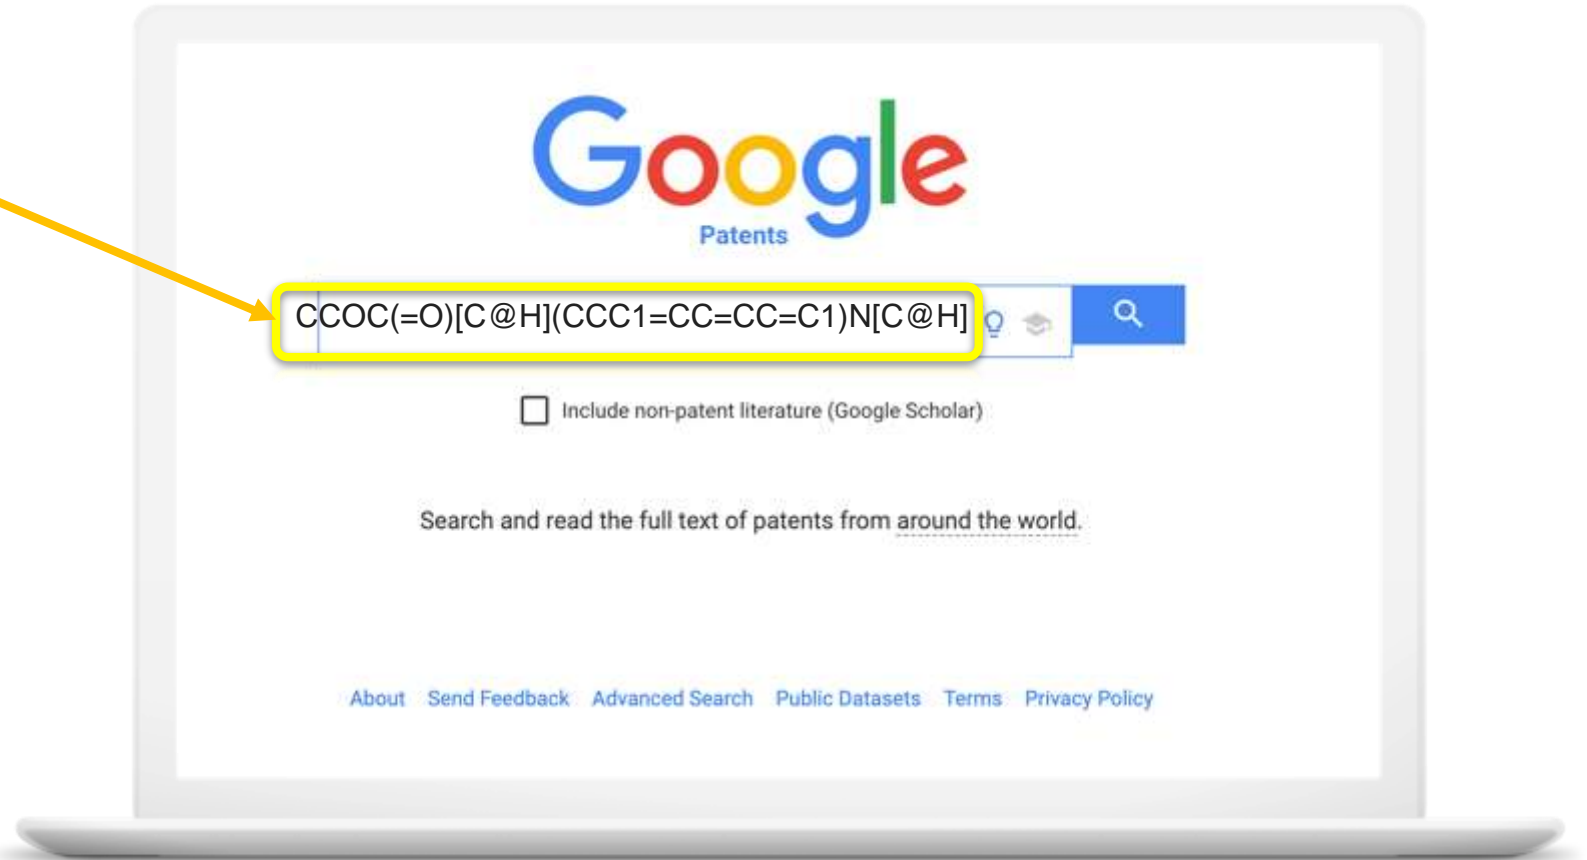 Google
Patents
CCOC(=O)[C@H](CCC1=CC=CC=C1)N[C@H]
Include non-patent literature (Google Scholar)
Search and read the full text of patents from around the world.
About Send Feedback Advanced Search Public Datasets Terms Privacy Policy